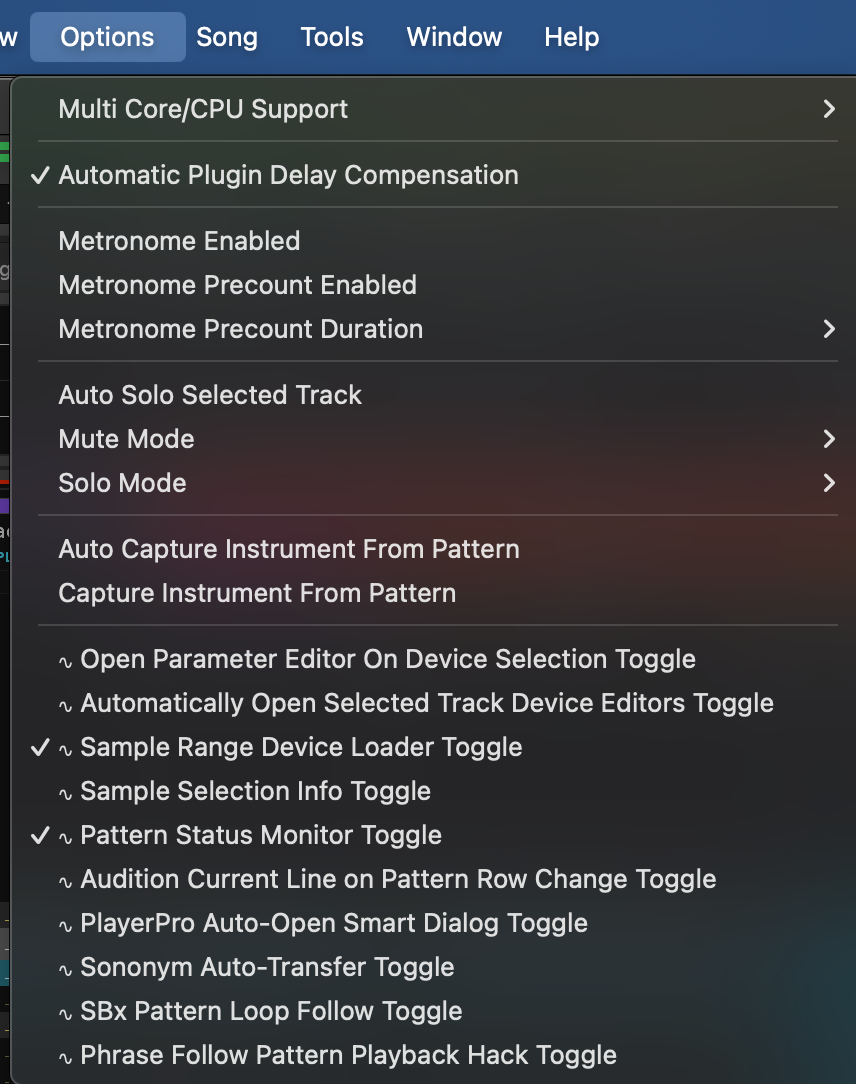 w Options Song Tools Window Help
Multi Core/CPU Support
Automatic Plugin Delay Compensation
Metronome Enabled
Metronome Precount Enabled
Metronome Precount Duration
Auto Solo Selected Track
Mute Mode
Solo Mode
Auto Capture Instrument From Pattern
Capture Instrument From Pattern
∿ Open Parameter Editor On Device Selection Toggle
∿ Automatically Open Selected Track Device Editors Toggle
∿ Sample Range Device Loader Toggle
∿ Sample Selection Info Toggle
∿ Pattern Status Monitor Toggle
∿ Audition Current Line on Pattern Row Change Toggle
∿ PlayerPro Auto-Open Smart Dialog Toggle
∿ Sononym Auto-Transfer Toggle
∿ SBx Pattern Loop Follow Toggle
∿ Phrase Follow Pattern Playback Hack Toggle